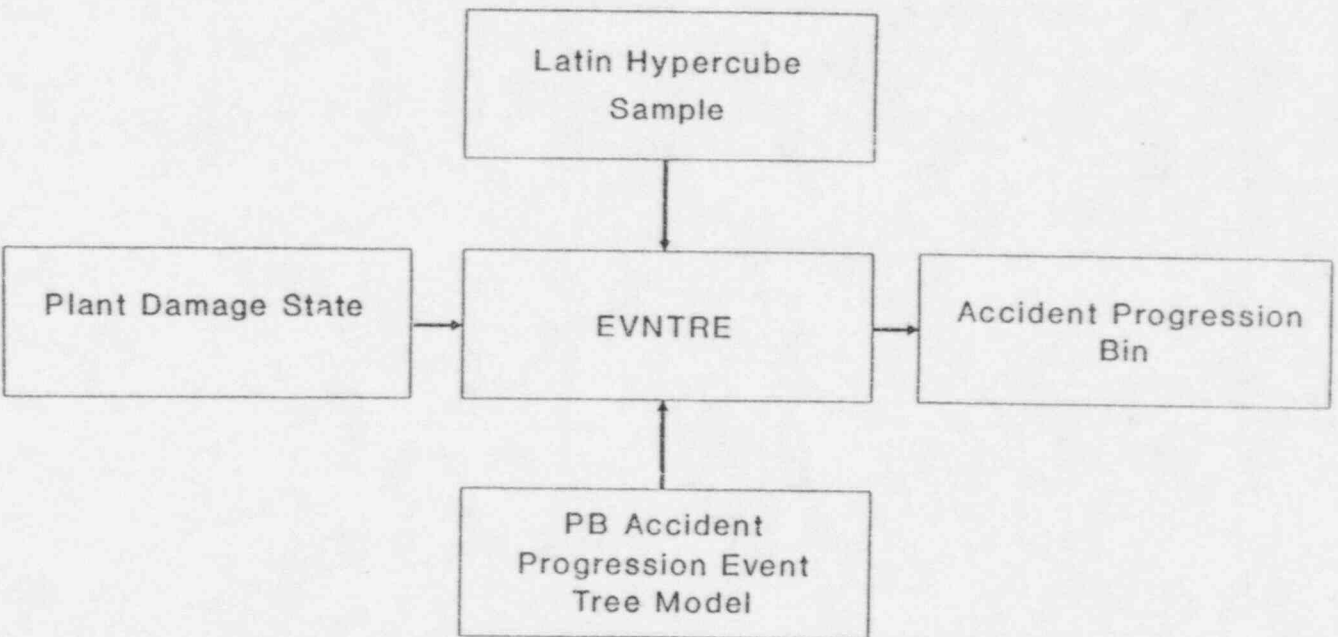 Latin Hypercube
Sample
Plant Damage State
EVNTRE
Accident Progression
Bin
PB Accident
Progression Event
Tree Model